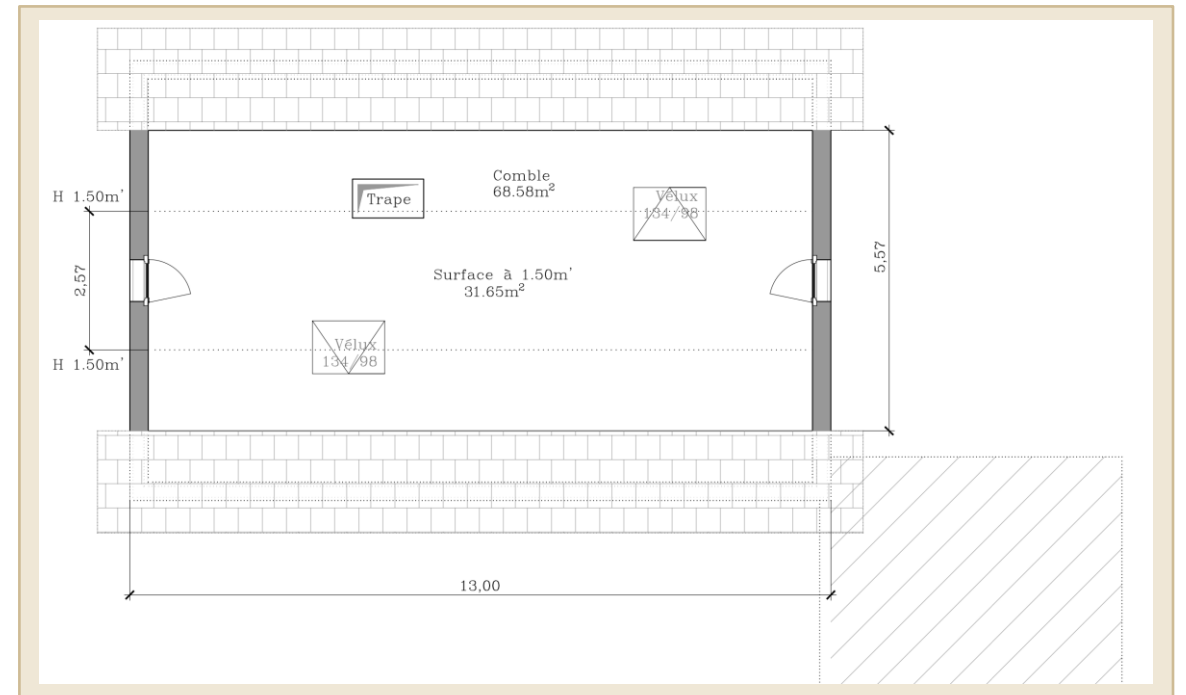 Comble
68.58m²
H 1.50m'
Trape
Vélux
134/98
5,57
2,57
Surface à 1.50m'
31.65m²
Vélux
134/98
H 1.50m'
13,00